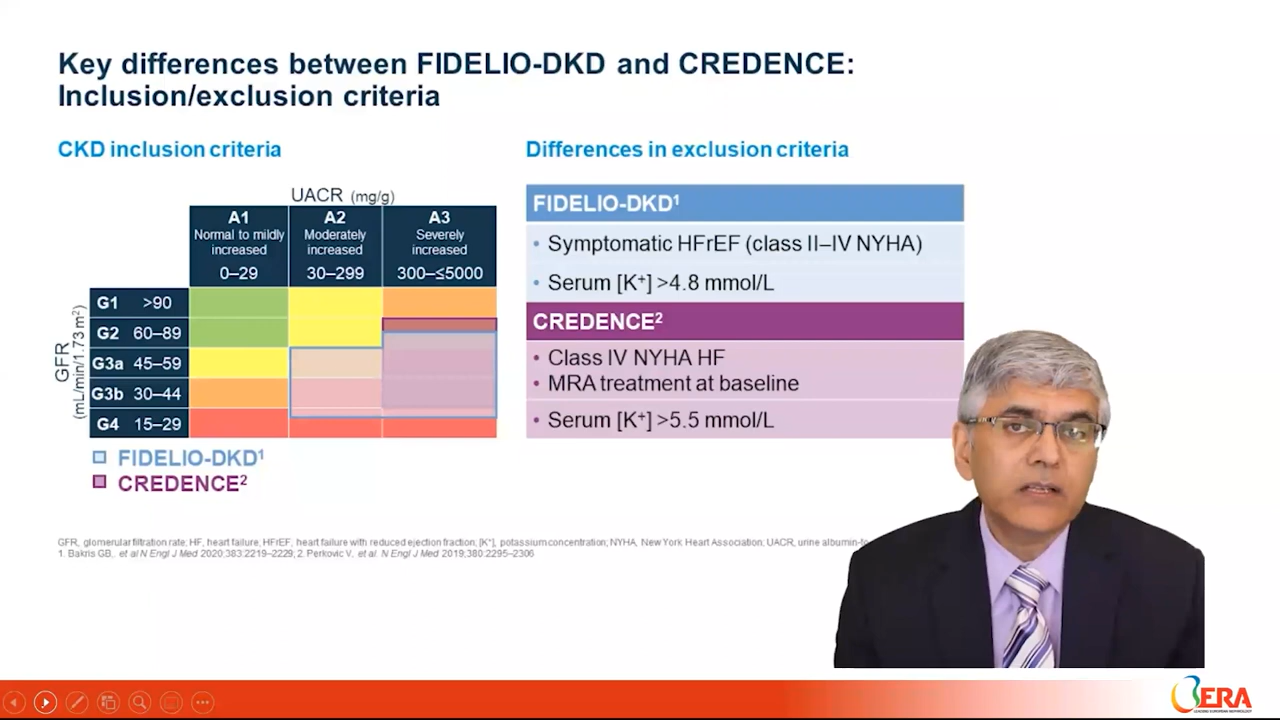 Key differences between FIDELIO-DKD and CREDENCE:
Inclusion/exclusion criteria
CKD inclusion criteria
UACR (mg/g)
A1
Normal to mildly
increased
0–29
A2
Moderately
increased
30–299
A3
Severely
increased
300–≤5000
GFR
(mL/min/1.73 m²)
G1 >90
G2 60–89
G3a 45–59
G3b 30–44
G4 15–29
FIDELIO-DKD¹
CREDENCE²
Differences in exclusion criteria
FIDELIO-DKD¹
• Symptomatic HFrEF (class II–IV NYHA)
• Serum [K⁺] >4.8 mmol/L
CREDENCE²
• Class IV NYHA HF
• MRA treatment at baseline
• Serum [K⁺] >5.5 mmol/L
GFR, glomerular filtration rate; HF, heart failure; HFrEF, heart failure with reduced ejection fraction; [K⁺], potassium concentration; NYHA, New York Heart Association; UACR, urine albumin-to-
1. Bakris GB,. et al N Engl J Med 2020;383:2219–2229; 2. Perkovic V., et al. N Engl J Med 2019;380:2295–2306
ERA
LEADING EUROPEAN NEPHROLOGY